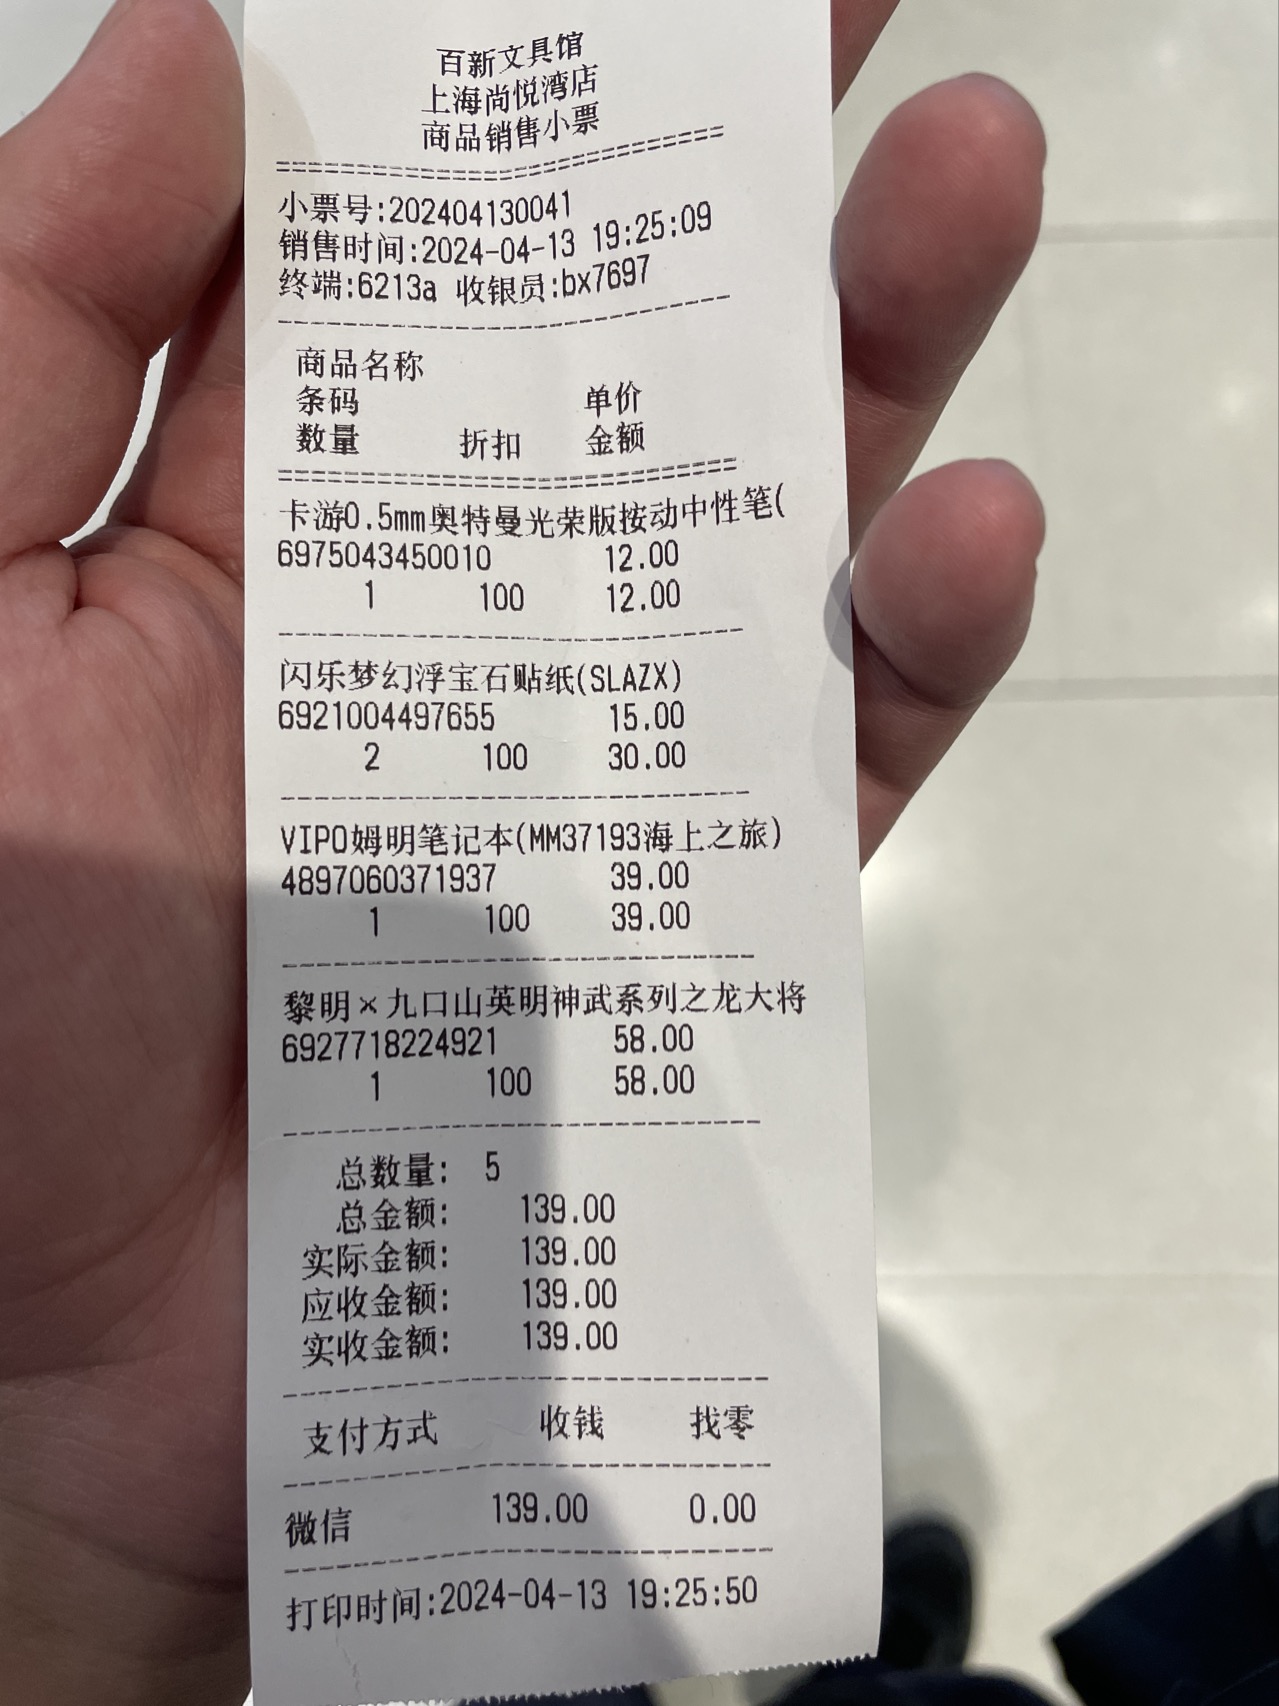 百新文具馆
上海尚悦湾店
商品销售小票
===========================
小票号:202404130041
销售时间:2024-04-13 19:25:09
终端:6213a 收银员:bx7697
---------------------------
商品名称
条码 单价
数量 折扣 金额
===========================
卡游0.5mm奥特曼光荣版按动中性笔(
6975043450010 12.00
1 100 12.00
---------------------------
闪乐梦幻浮宝石贴纸(SLAZX)
6921004497655 15.00
2 100 30.00
---------------------------
VIPO姆明笔记本(MM37193海上之旅)
4897060371937 39.00
1 100 39.00
---------------------------
黎明×九口山英明神武系列之龙大将
6927718224921 58.00
1 100 58.00
---------------------------
总数量: 5
总金额: 139.00
实际金额: 139.00
应收金额: 139.00
实收金额: 139.00
---------------------------
支付方式 收钱 找零
---------------------------
微信 139.00 0.00
---------------------------
打印时间:2024-04-13 19:25:50